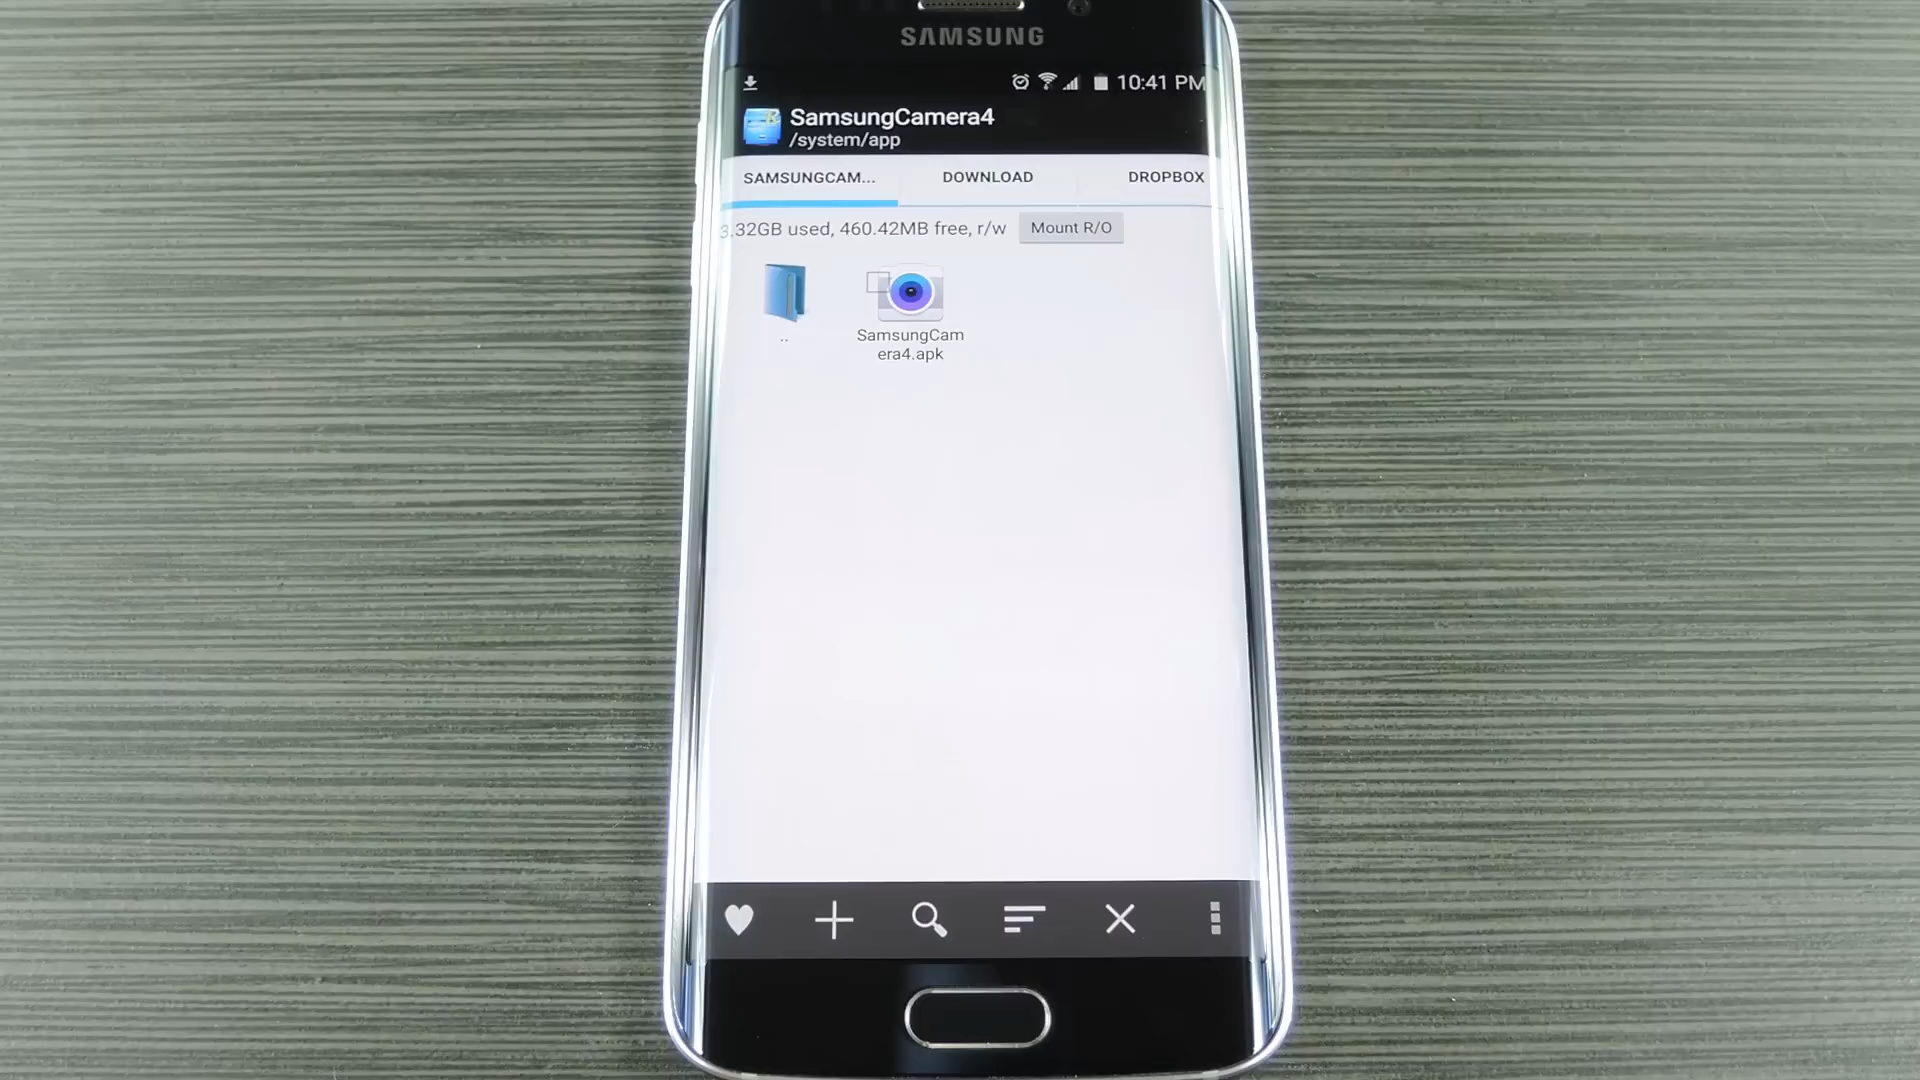 SAMSUNG
10:41 PM
SamsungCamera4
/system/app
SAMSUNGCAM... DOWNLOAD DROPBOX
3.32GB used, 460.42MB free, r/w Mount R/O
..
SamsungCam
era4.apk